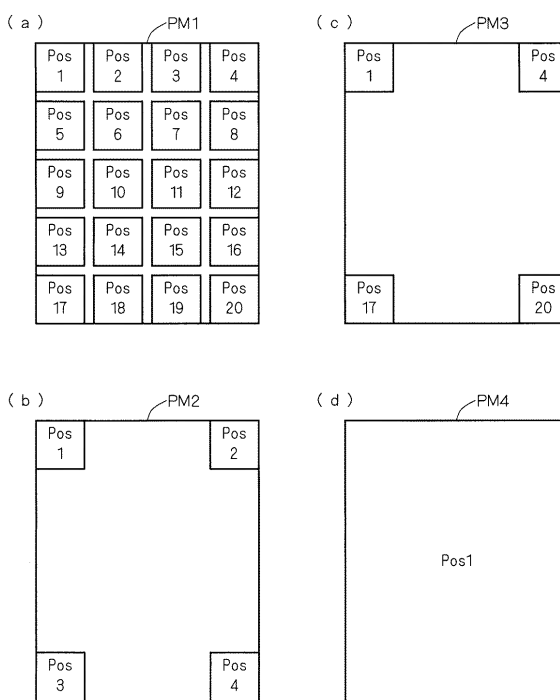 (a) PM1
Pos 1 Pos 2 Pos 3 Pos 4
Pos 5 Pos 6 Pos 7 Pos 8
Pos 9 Pos 10 Pos 11 Pos 12
Pos 13 Pos 14 Pos 15 Pos 16
Pos 17 Pos 18 Pos 19 Pos 20
(b) PM2
Pos 1 Pos 2
Pos 3 Pos 4
(c) PM3
Pos 1 Pos 4
Pos 17 Pos 20
(d) PM4
Pos1